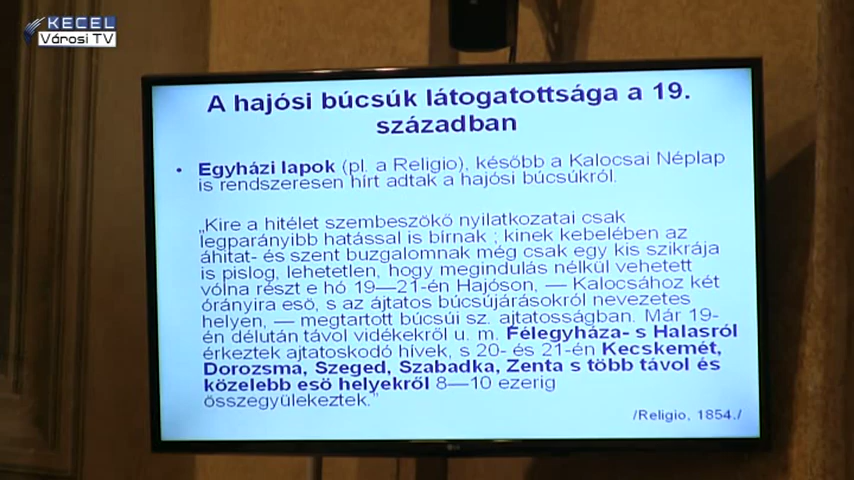 KECEL
Városi TV
A hajósi búcsúk látogatottsága a 19.
században
• Egyházi lapok (pl. a Religio), később a Kalocsai Néplap
is rendszeresen hírt adtak a hajósi búcsúkról.
„Kire a hitélet szembeszökő nyilatkozatai csak
legparányibb hatással is bírnak ; kinek kebelében az
áhitat- és szent buzgalomnak még csak egy kis szikrája
is pislog, lehetetlen, hogy megindulás nélkül vehetett
vólna részt e hó 19—21-én Hajóson, — Kalocsához két
órányira eső, s az ájtatos búcsújárásokról nevezetes
helyen, — megtartott búcsúi sz. ajtatosságban. Már 19-
én délután távol vidékekről u. m. Félegyháza- s Halasról
érkeztek ajtatoskodó hívek, s 20- és 21-én Kecskemét,
Dorozsma, Szeged, Szabadka, Zenta s több távol és
közelebb eső helyekről 8—10 ezerig
összegyülekeztek."
/Religio, 1854./
LG